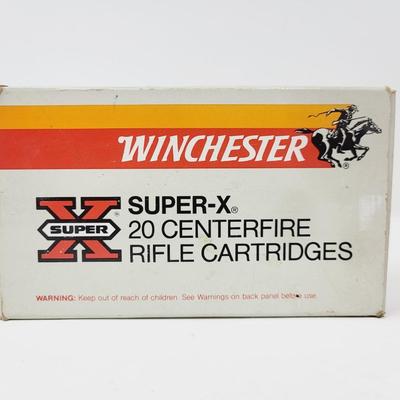 WINCHESTER®
X SUPER®
SUPER-X®
20 CENTERFIRE
RIFLE CARTRIDGES
WARNING: Keep out of reach of children. See Warnings on back panel before use.